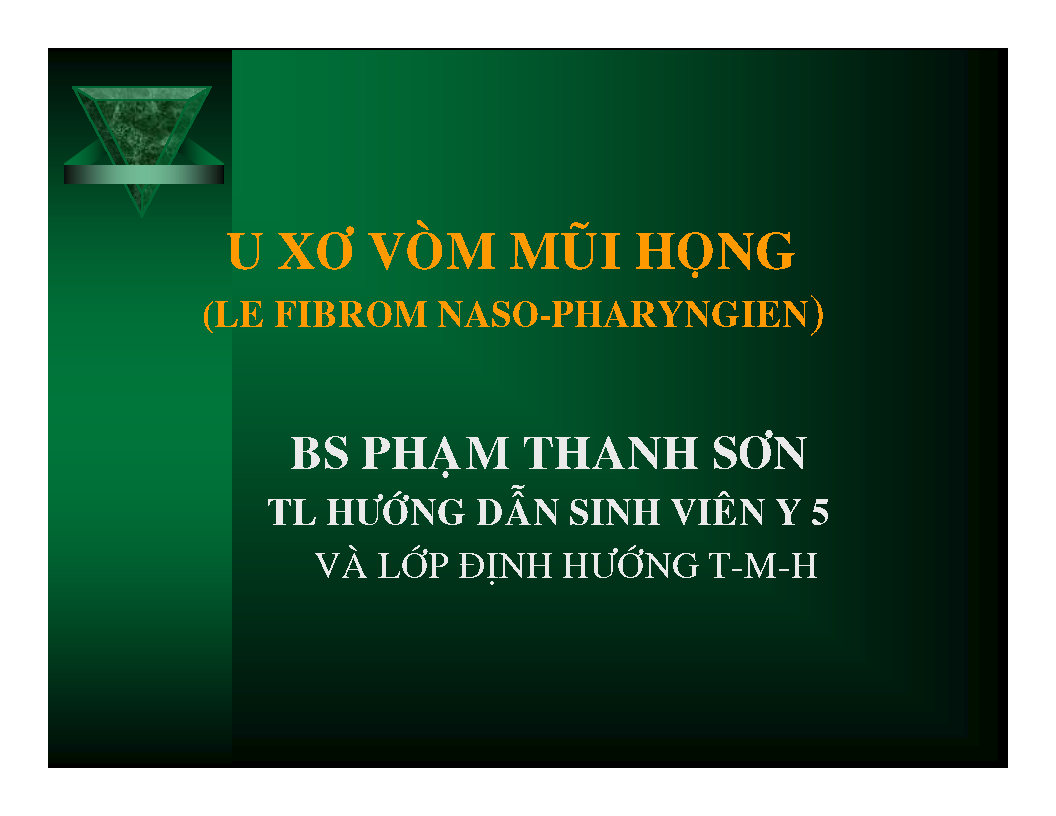 U XƠ VÒM MŨI HỌNG
(LE FIBROM NASO-PHARYNGIEN)
BS PHẠM THANH SƠN
TL HƯỚNG DẪN SINH VIÊN Y 5
VÀ LỚP ĐỊNH HƯỚNG T-M-H